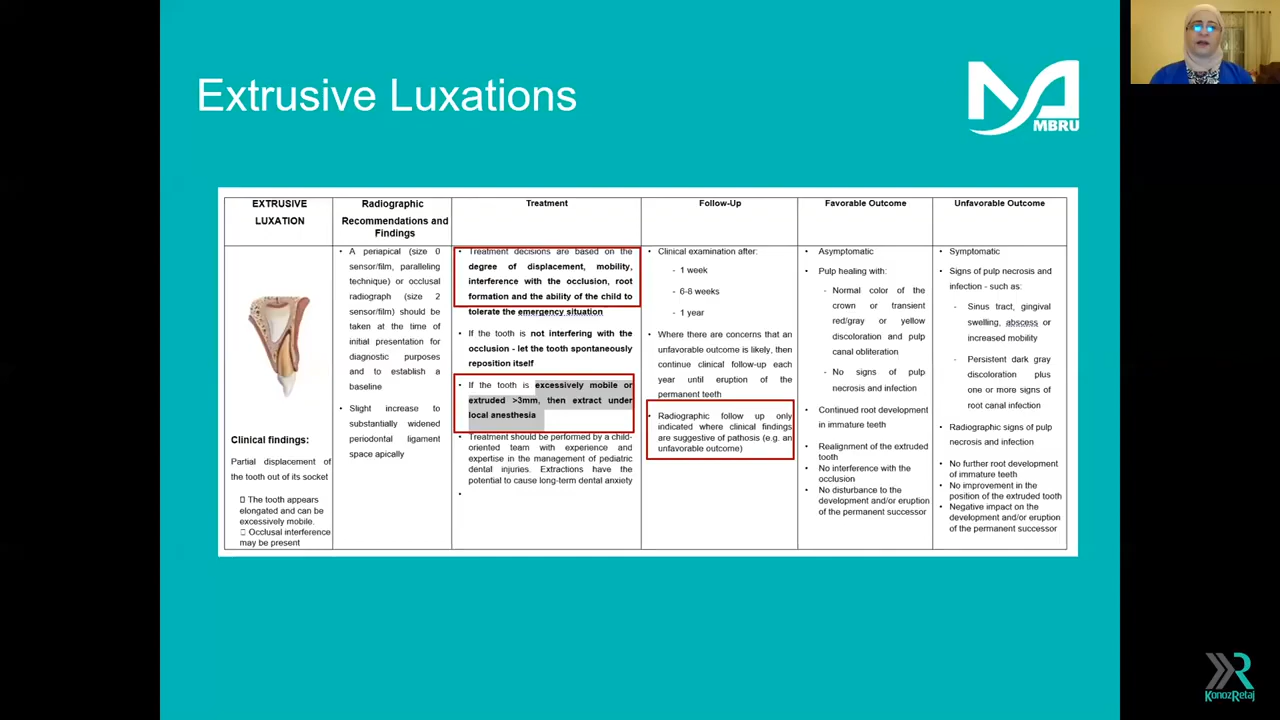 Extrusive Luxations
MBRU
EXTRUSIVE
LUXATION
Clinical findings:
Partial displacement of
the tooth out of its socket
The tooth appears
elongated and can be
excessively mobile.
Occlusal interference
may be present
Radiographic
Recommendations and
Findings
• A periapical (size 0
sensor/film, paralleling
technique) or occlusal
radiograph (size 2
sensor/film) should be
taken at the time of
initial presentation for
diagnostic purposes
and to establish a
baseline
• Slight increase to
substantially widened
periodontal ligament
space apically
Treatment
• Treatment decisions are based on the
degree of displacement, mobility,
interference with the occlusion, root
formation and the ability of the child to
tolerate the emergency situation
• If the tooth is not interfering with the
occlusion - let the tooth spontaneously
reposition itself
• If the tooth is excessively mobile or
extruded >3mm, then extract under
local anesthesia
• Treatment should be performed by a child-
oriented team with experience and
expertise in the management of pediatric
dental injuries. Extractions have the
potential to cause long-term dental anxiety
•
Follow-Up
• Clinical examination after:
- 1 week
- 6-8 weeks
- 1 year
• Where there are concerns that an
unfavorable outcome is likely, then
continue clinical follow-up each
year until eruption of the
permanent teeth
• Radiographic follow up only
indicated where clinical findings
are suggestive of pathosis (e.g. an
unfavorable outcome)
Favorable Outcome
• Asymptomatic
• Pulp healing with:
- Normal color of the
crown or transient
red/gray or yellow
discoloration and pulp
canal obliteration
- No signs of pulp
necrosis and infection
• Continued root development
in immature teeth
• Realignment of the extruded
tooth
• No interference with the
occlusion
• No disturbance to the
development and/or eruption
of the permanent successor
Unfavorable Outcome
• Symptomatic
• Signs of pulp necrosis and
infection - such as:
- Sinus tract, gingival
swelling, abscess or
increased mobility
- Persistent dark gray
discoloration plus
one or more signs of
root canal infection
• Radiographic signs of pulp
necrosis and infection
• No further root development
of immature teeth
• No improvement in the
position of the extruded tooth
• Negative impact on the
development and/or eruption
of the permanent successor
KonozRetaj